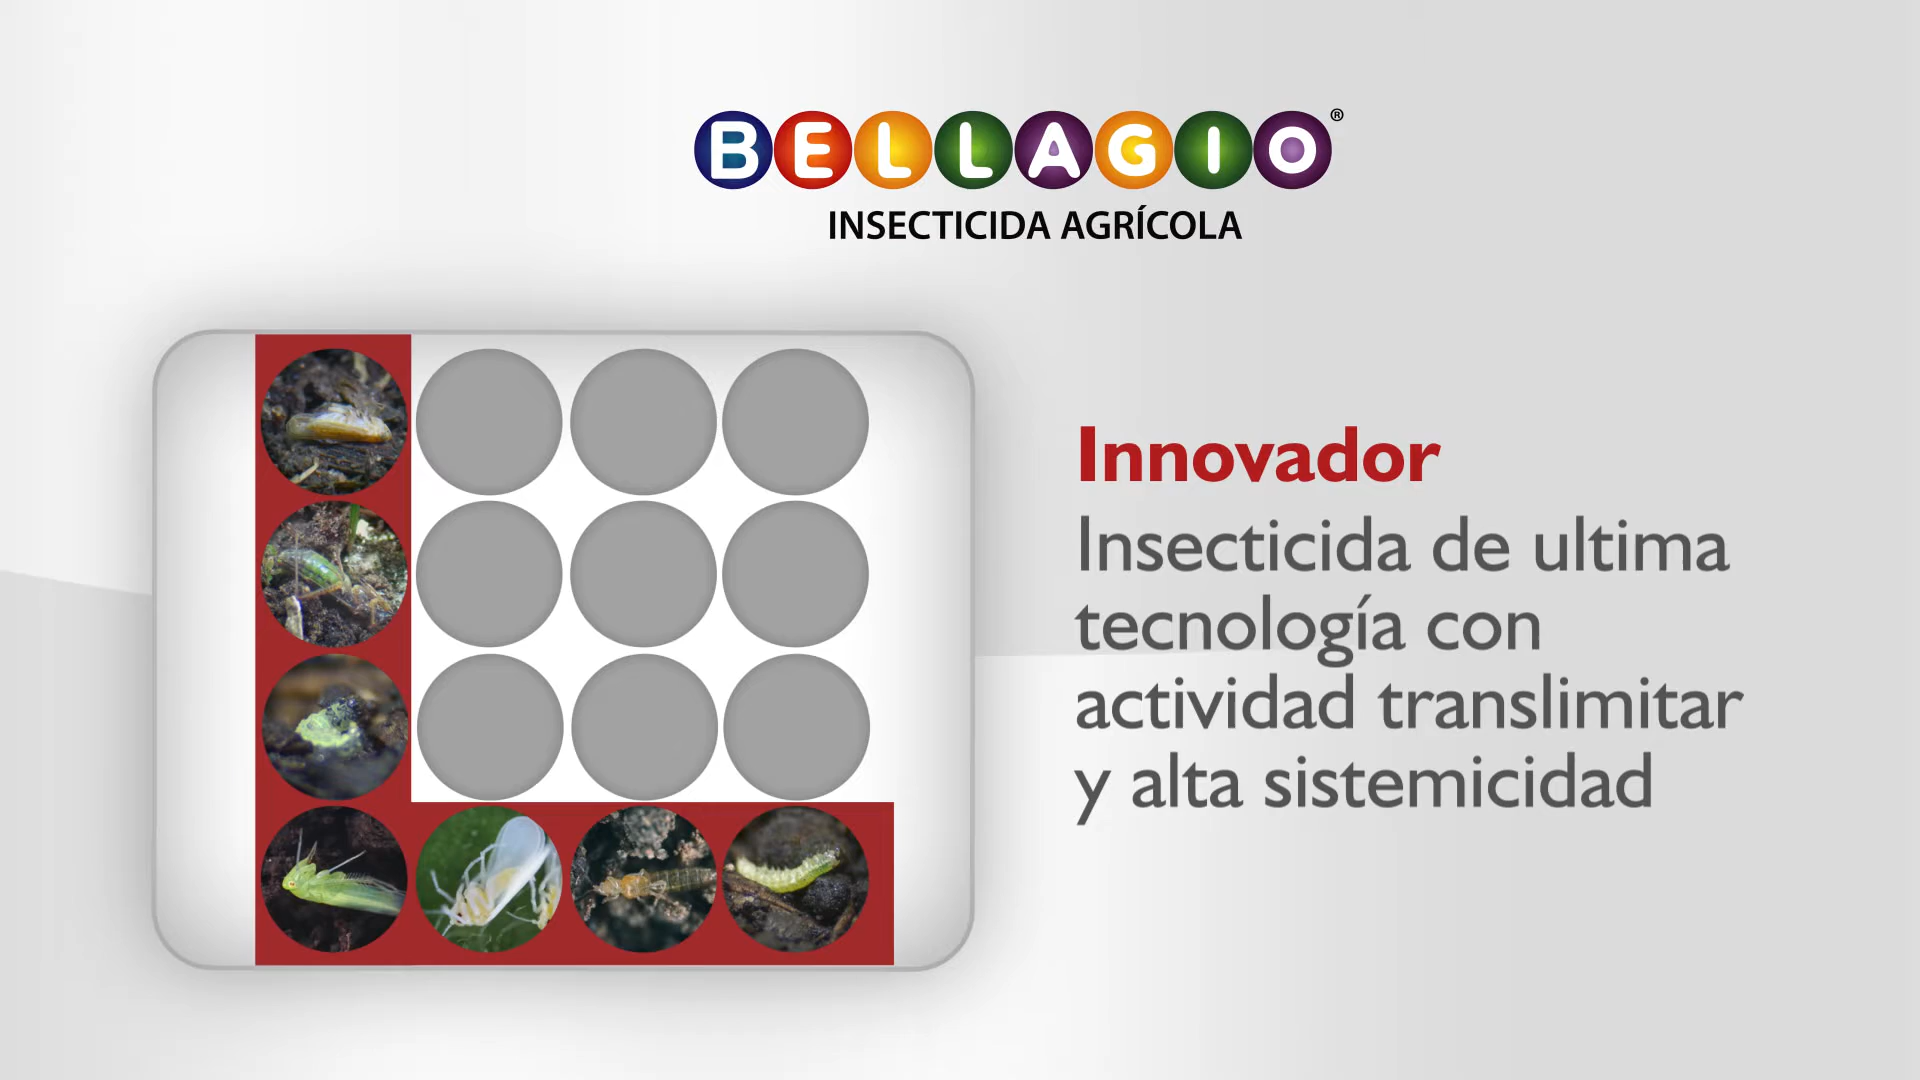 BELLAGIO®
INSECTICIDA AGRÍCOLA
Innovador
Insecticida de ultima
tecnología con
actividad translimitar
y alta sistemicidad